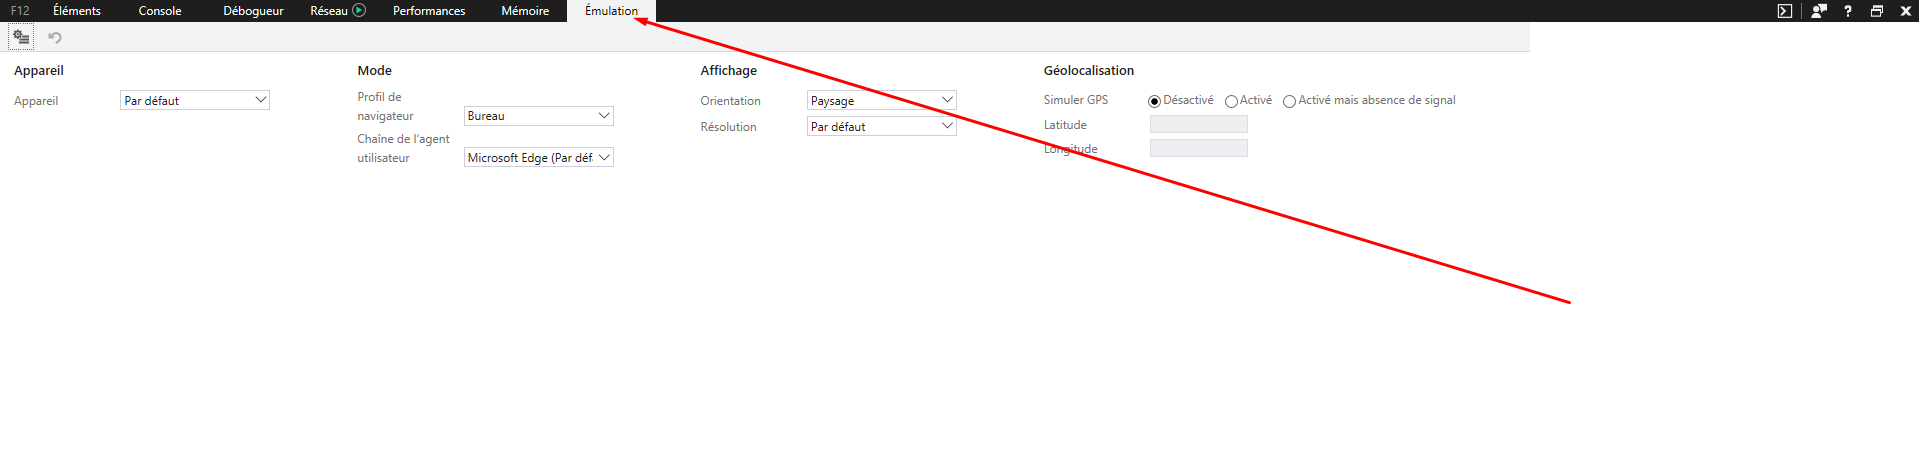 F12 Éléments Console Débogueur Réseau Performances Mémoire Émulation ?
Appareil
Appareil Par défaut
Mode
Profil de
navigateur Bureau
Chaîne de l'agent
utilisateur Microsoft Edge (Par déf
Affichage
Orientation Paysage
Résolution Par défaut
Géolocalisation
Simuler GPS Désactivé Activé Activé mais absence de signal
Latitude
Longitude